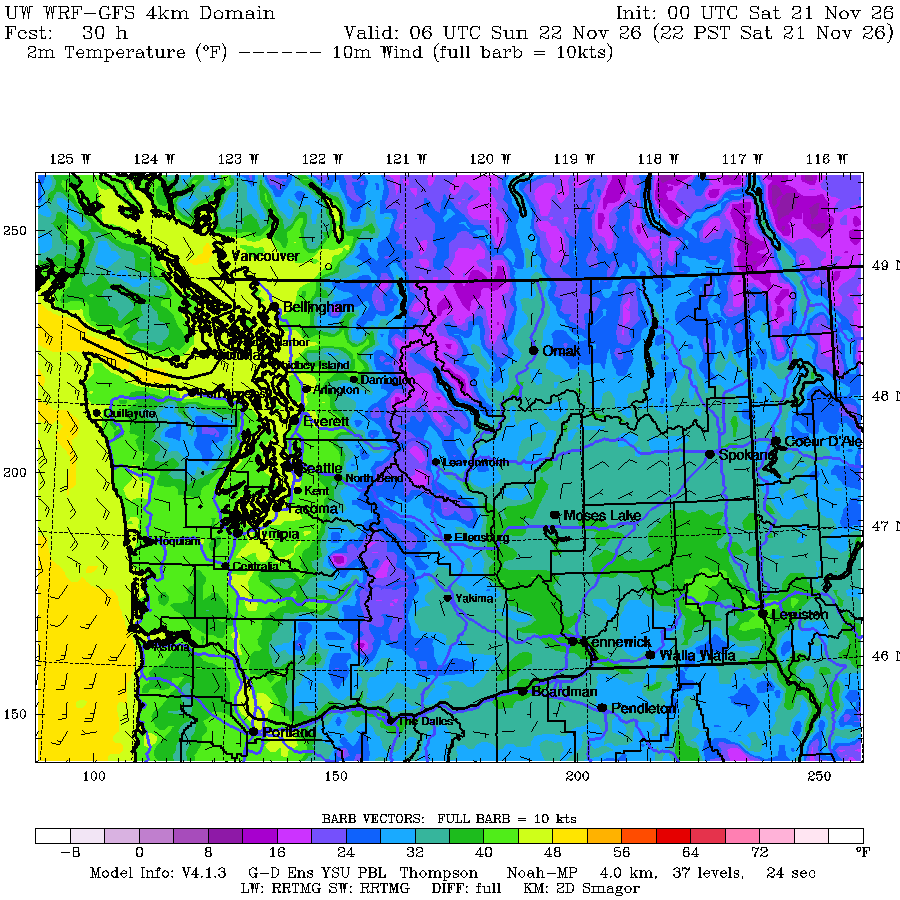 UW WRF-GFS 4km Domain Init: 00 UTC Sat 21 Nov 26
Fcst: 30 h Valid: 06 UTC Sun 22 Nov 26 (22 PST Sat 21 Nov 26)
2m Temperature (°F) ------ 10m Wind (full barb = 10kts)
125 W 124 W 123 W 122 W 121 W 120 W 119 W 118 W 117 W 116 W
250
Vancouver
49 N
Bellingham
Harbor
Omak
Island
Darrington
Arlington
48 N
Quillayute
Everett
Coeur D'Ale
Spokane
Leavenworth
Seattle
200
North Bend
Kent
Tacoma
Moses Lake
47 N
Olympia
Hoquiam
Ellensburg
Centralia
Yakima
Lewiston
Kennewick
Astoria
Walla Walla
46 N
Boardman
Pendleton
150
The Dalles
Portland
100 150 200 250
BARB VECTORS: FULL BARB = 10 kts
-8 0 8 16 24 32 40 48 56 64 72 °F
Model Info: V4.1.3 G-D Ens YSU PBL Thompson Noah-MP 4.0 km, 37 levels, 24 sec
LW: RRTMG SW: RRTMG DIFF: full KM: 2D Smagor